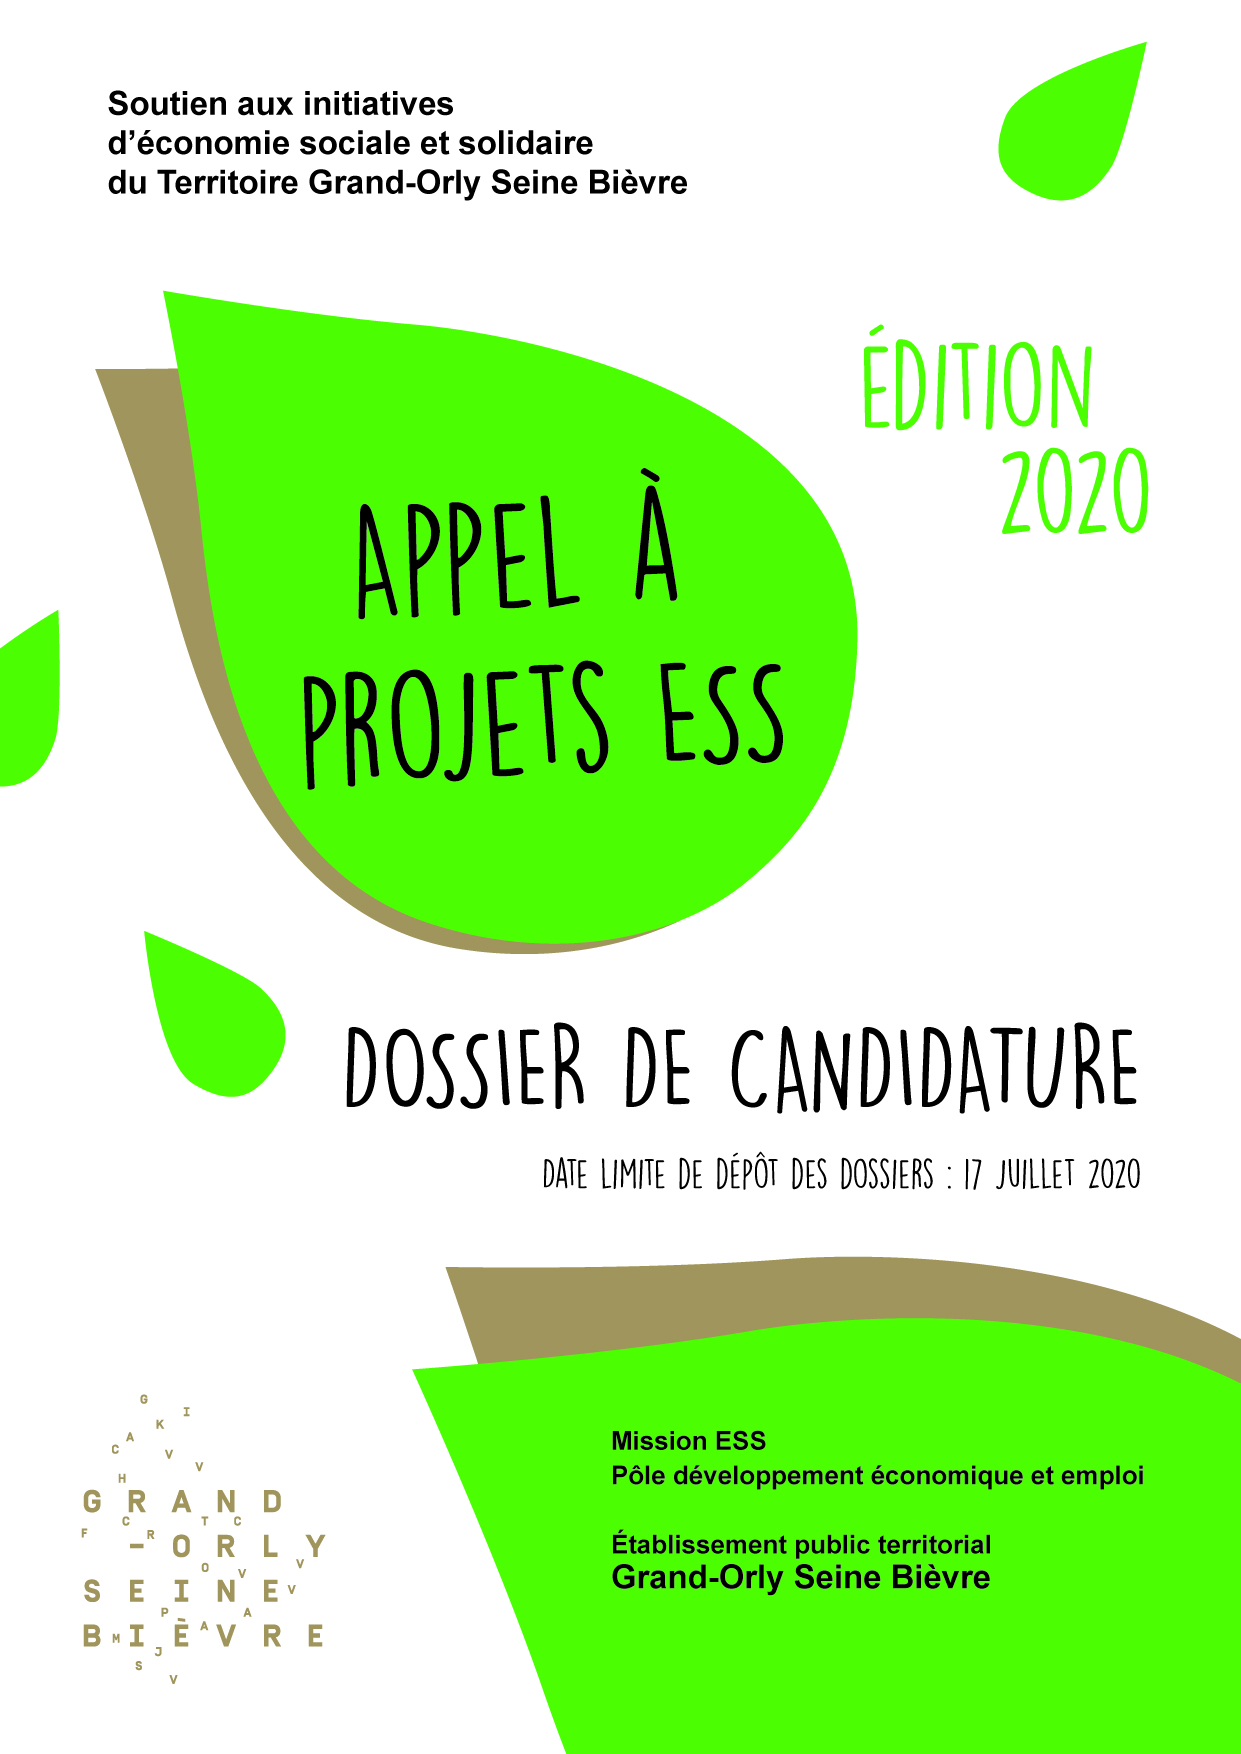 Soutien aux initiatives
d’économie sociale et solidaire
du Territoire Grand-Orly Seine Bièvre
ÉDITION
2020
APPEL À
PROJETS ESS
DOSSIER DE CANDIDATURE
DATE LIMITE DE DÉPÔT DES DOSSIERS : 17 JUILLET 2020
Mission ESS
Pôle développement économique et emploi
Établissement public territorial
Grand-Orly Seine Bièvre
G
I
K
A
C
V
V
H
GRAND
C T C
F R
-ORLY
O V V
SEINE
V
P A
BIÈVRE
M A
J
S
V